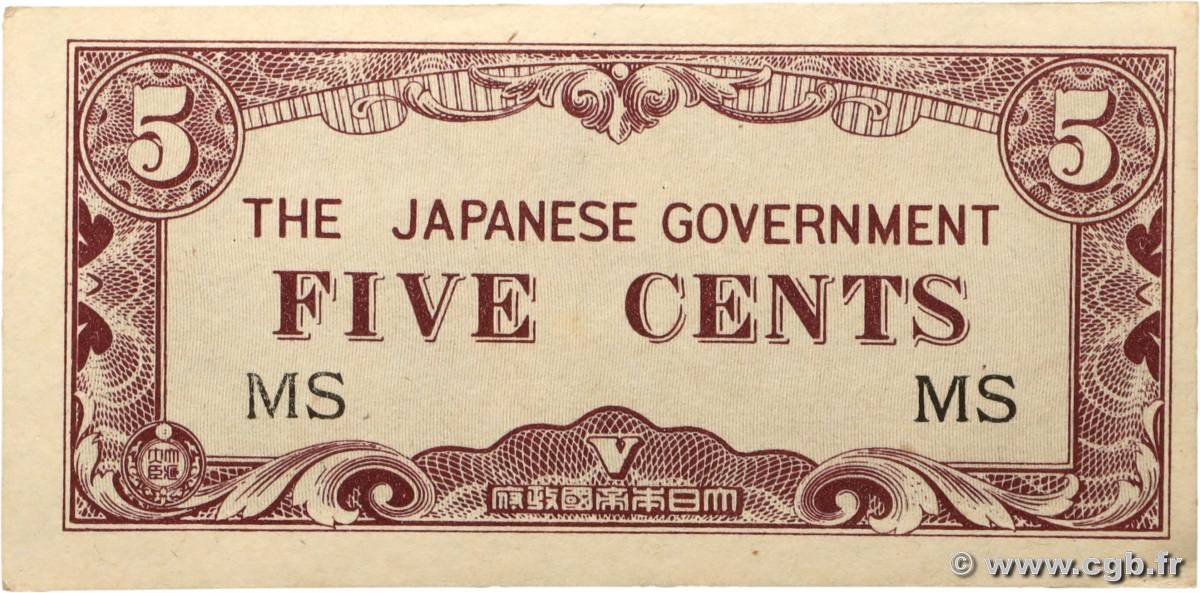 5 5
THE JAPANESE GOVERNMENT
FIVE CENTS
MS MS
V
府政國帝本日大
© www.cgb.fr